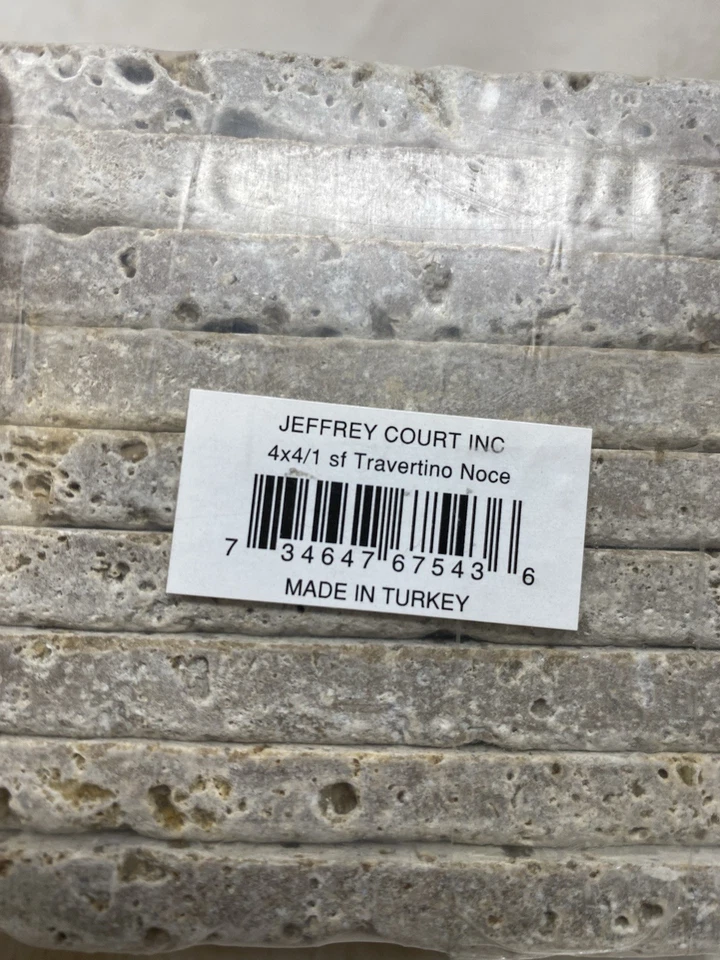 JEFFREY COURT INC
4x4/1 sf Travertino Noce
7 34647 67543 6
MADE IN TURKEY